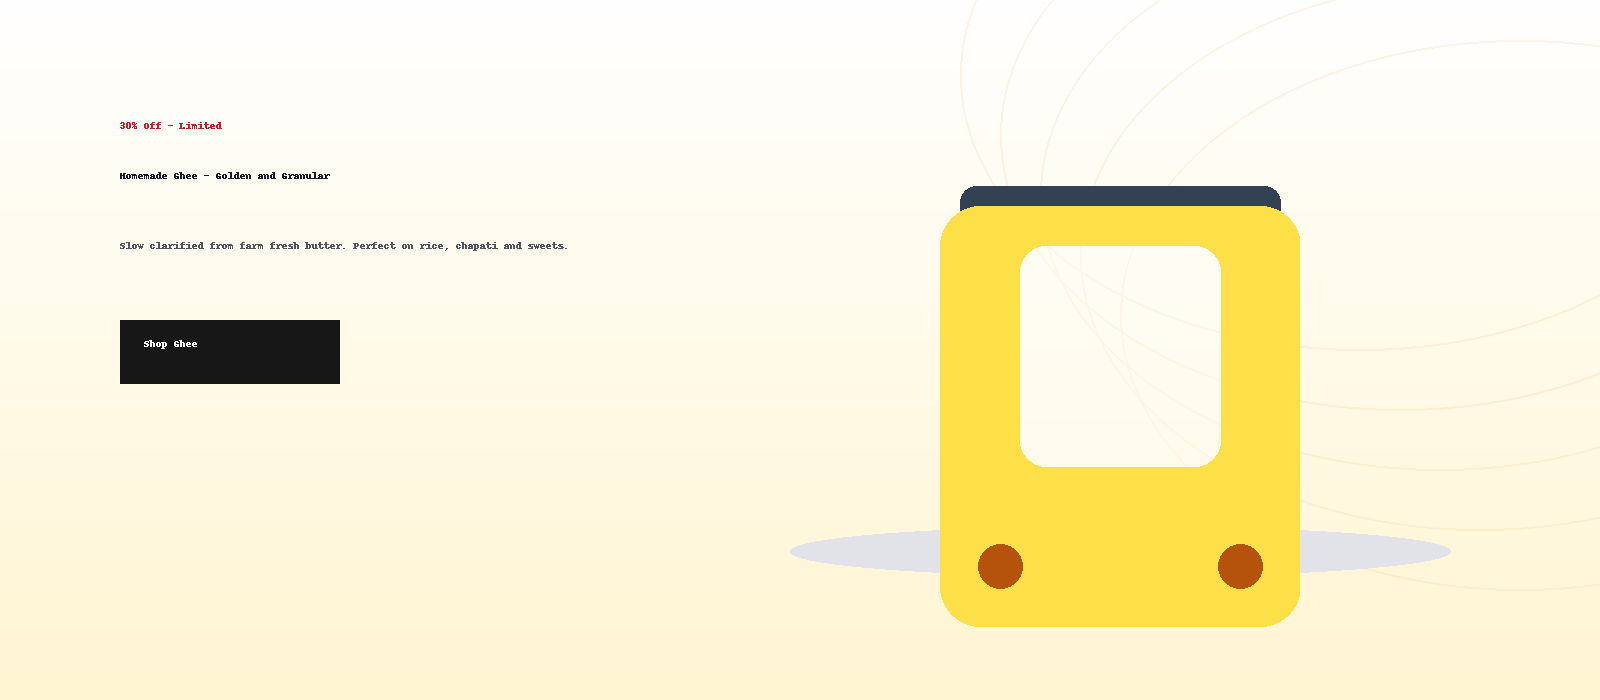 30% Off - Limited
Homemade Ghee - Golden and Granular
Slow clarified from farm fresh butter. Perfect on rice, chapati and sweets.
Shop Ghee